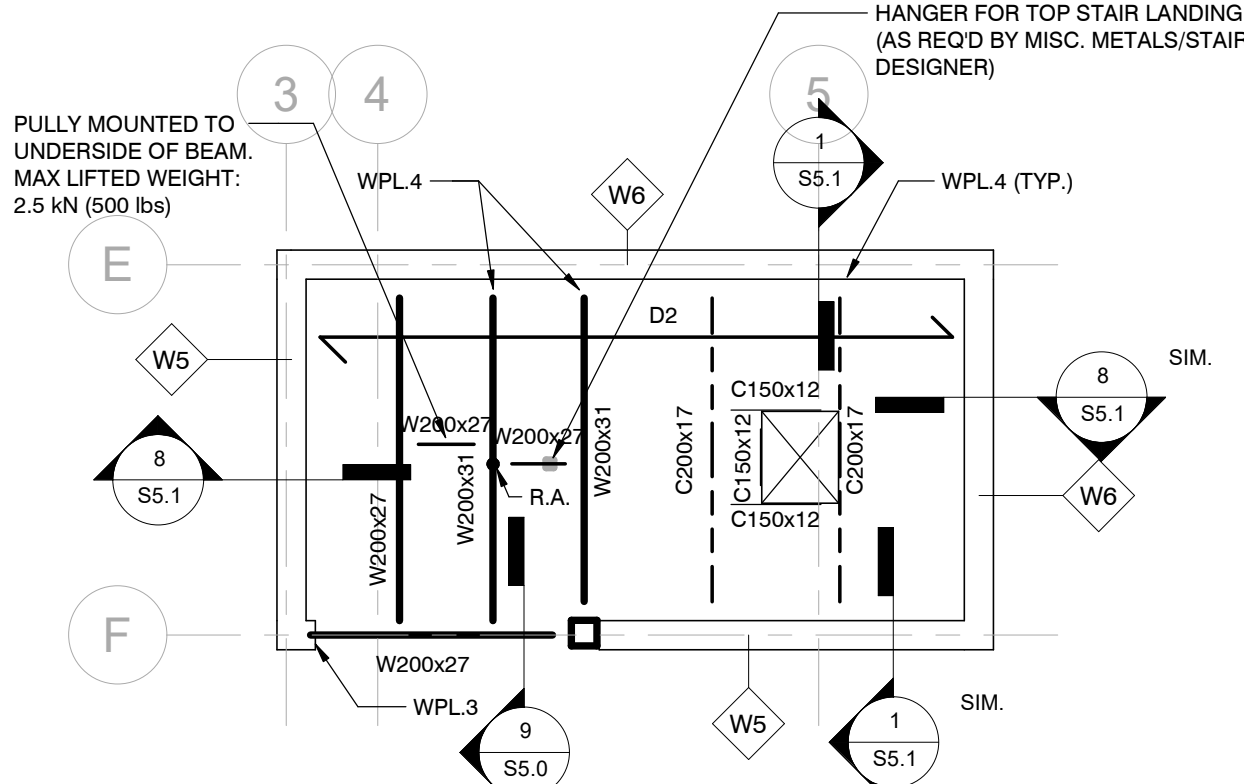 HANGER FOR TOP STAIR LANDING
(AS REQ'D BY MISC. METALS/STAIR
DESIGNER)
3
4
5
PULLY MOUNTED TO
UNDERSIDE OF BEAM.
MAX LIFTED WEIGHT:
2.5 kN (500 lbs)
WPL.4
W6
1
S5.1
WPL.4 (TYP.)
E
D2
W5
SIM.
8
S5.1
C150x12
W200x27
W200x27
W200x31
C200x17
C150x12
C200x17
8
S5.1
W200x27
W200x31
R.A.
C150x12
W6
F
W200x27
WPL.3
9
S5.0
W5
1
S5.1
SIM.